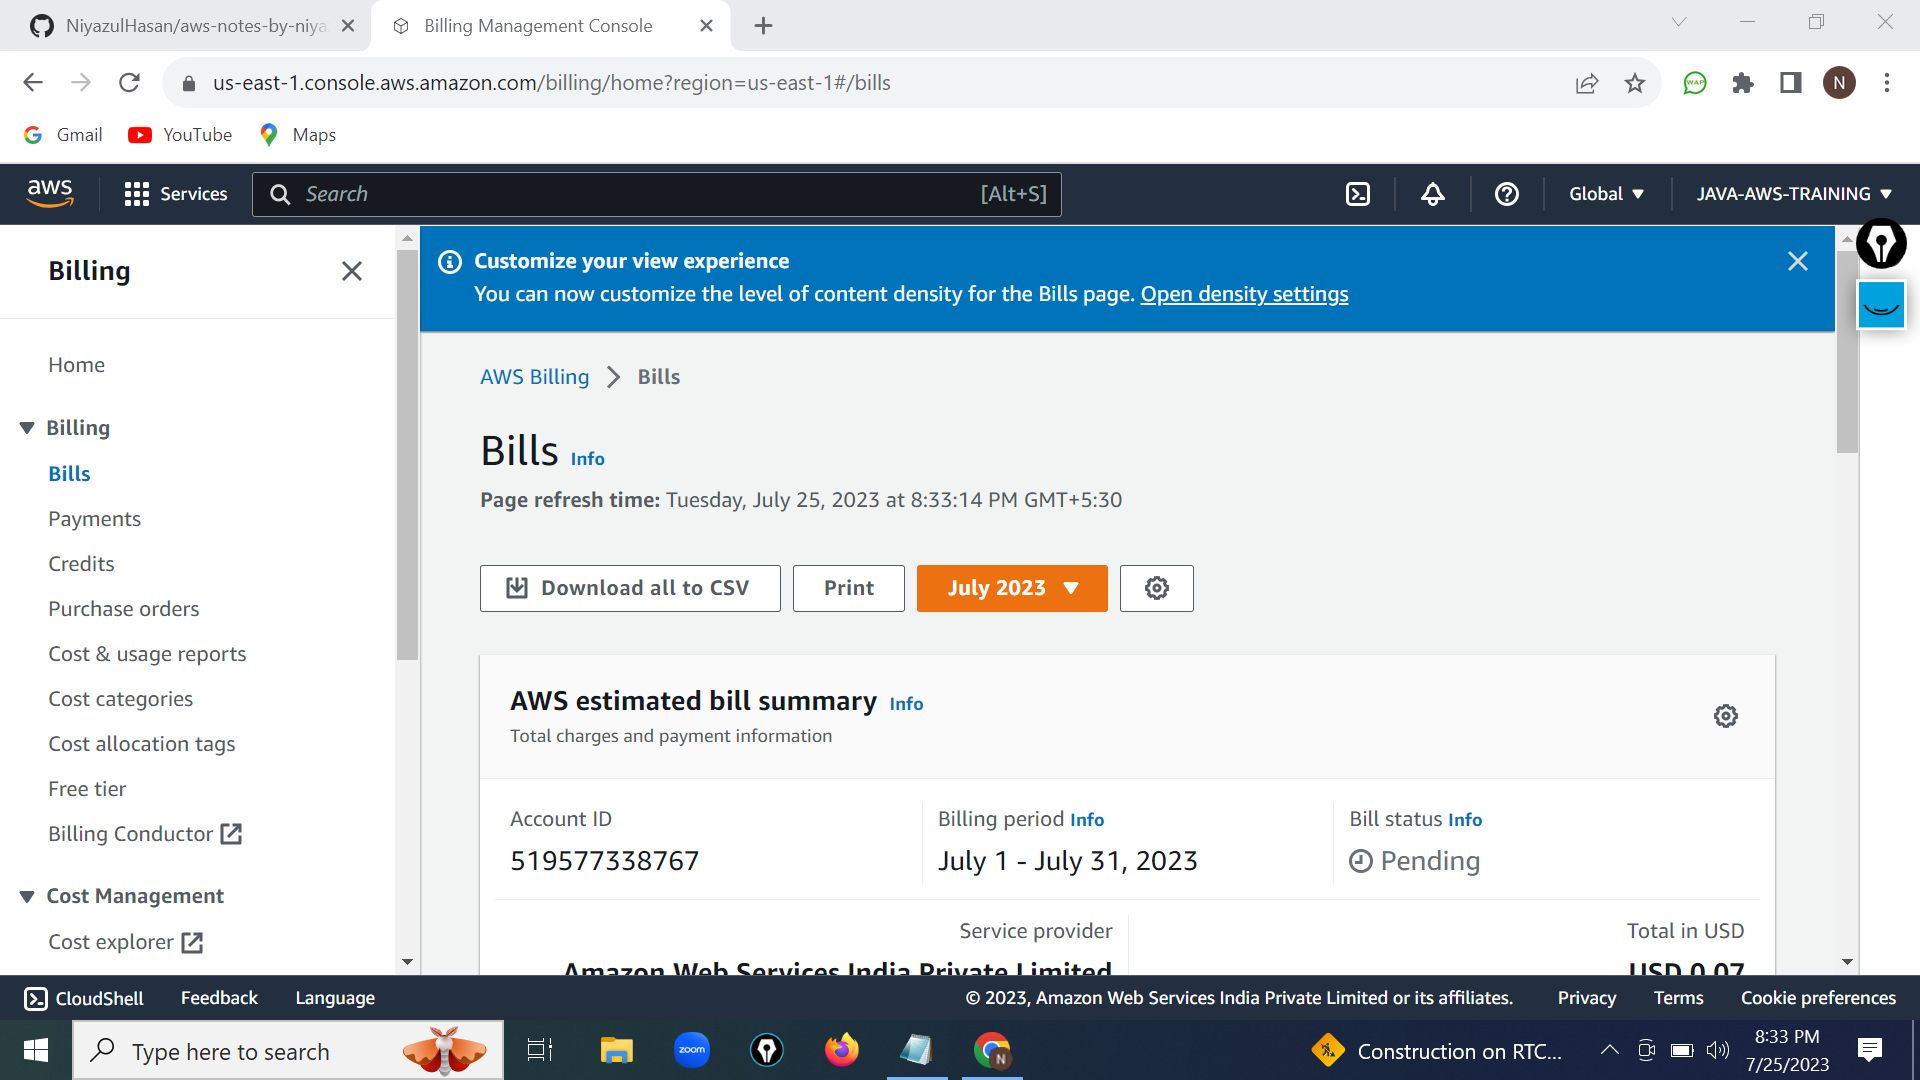 NiyazulHasan/aws-notes-by-niya
Billing Management Console
us-east-1.console.aws.amazon.com/billing/home?region=us-east-1#/bills
N
Gmail
YouTube
Maps
aws
Services
Search
[Alt+S]
Global
JAVA-AWS-TRAINING
Billing
Home
Billing
Bills
Payments
Credits
Purchase orders
Cost & usage reports
Cost categories
Cost allocation tags
Free tier
Billing Conductor
Cost Management
Cost explorer
Customize your view experience
You can now customize the level of content density for the Bills page. Open density settings
AWS Billing > Bills
Bills Info
Page refresh time: Tuesday, July 25, 2023 at 8:33:14 PM GMT+5:30
Download all to CSV
Print
July 2023
AWS estimated bill summary Info
Total charges and payment information
Account ID
519577338767
Billing period Info
July 1 - July 31, 2023
Bill status Info
Pending
Service provider
Amazon Web Services India Private Limited
Total in USD
USD 0.07
CloudShell
Feedback
Language
© 2023, Amazon Web Services India Private Limited or its affiliates.
Privacy
Terms
Cookie preferences
Type here to search
zoom
N
Construction on RTC...
8:33 PM
7/25/2023